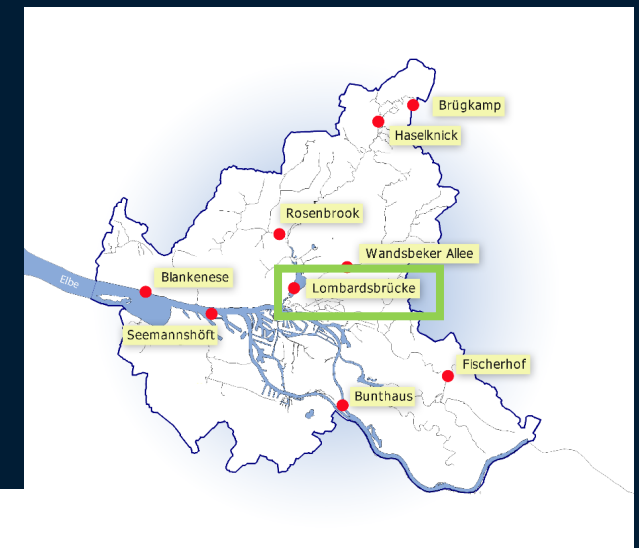 Brügkamp
Haselknick
Rosenbrook
Wandsbeker Allee
Elbe
Blankenese
Lombardsbrücke
Seemannshöft
Fischerhof
Bunthaus